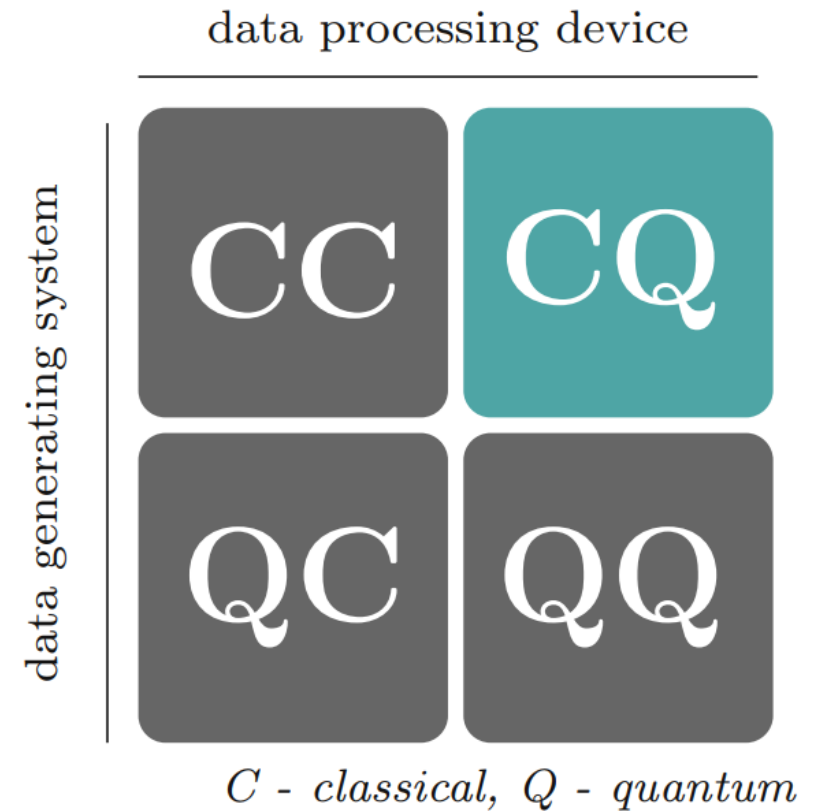 data processing device
data generating system
CC
CQ
QC
QQ
C - classical, Q - quantum